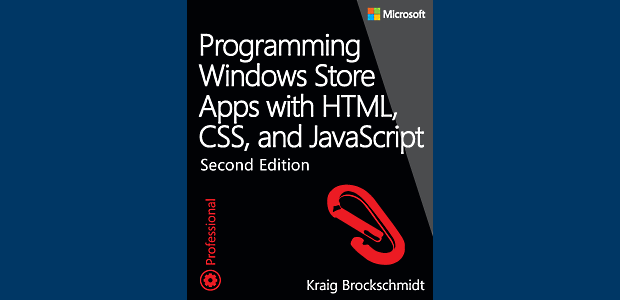 Microsoft
Programming
Windows Store
Apps with HTML,
CSS, and JavaScript
Second Edition
Professional
Kraig Brockschmidt